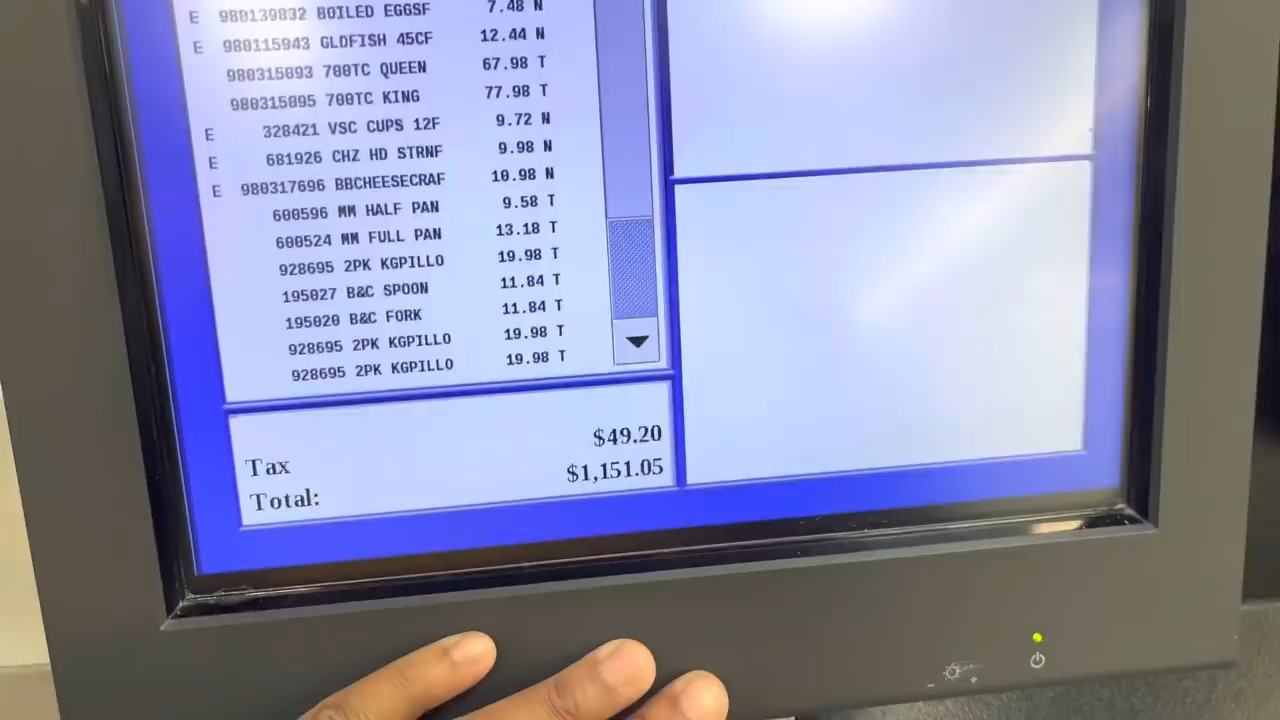 E 980139832 BOILED EGGSF 7.48 N
E 980115943 GLDFISH 45CF 12.44 N
980315093 700TC QUEEN 67.98 T
980315095 700TC KING 77.98 T
E 328421 VSC CUPS 12F 9.72 N
E 681926 CHZ HD STRNF 9.98 N
E 980317696 BBCHEESECRAF 10.98 N
600596 MM HALF PAN 9.58 T
600524 MM FULL PAN 13.18 T
928695 2PK KGPILLO 19.98 T
195027 B&C SPOON 11.84 T
195020 B&C FORK 11.84 T
928695 2PK KGPILLO 19.98 T
928695 2PK KGPILLO 19.98 T
Tax $49.20
Total: $1,151.05
- +